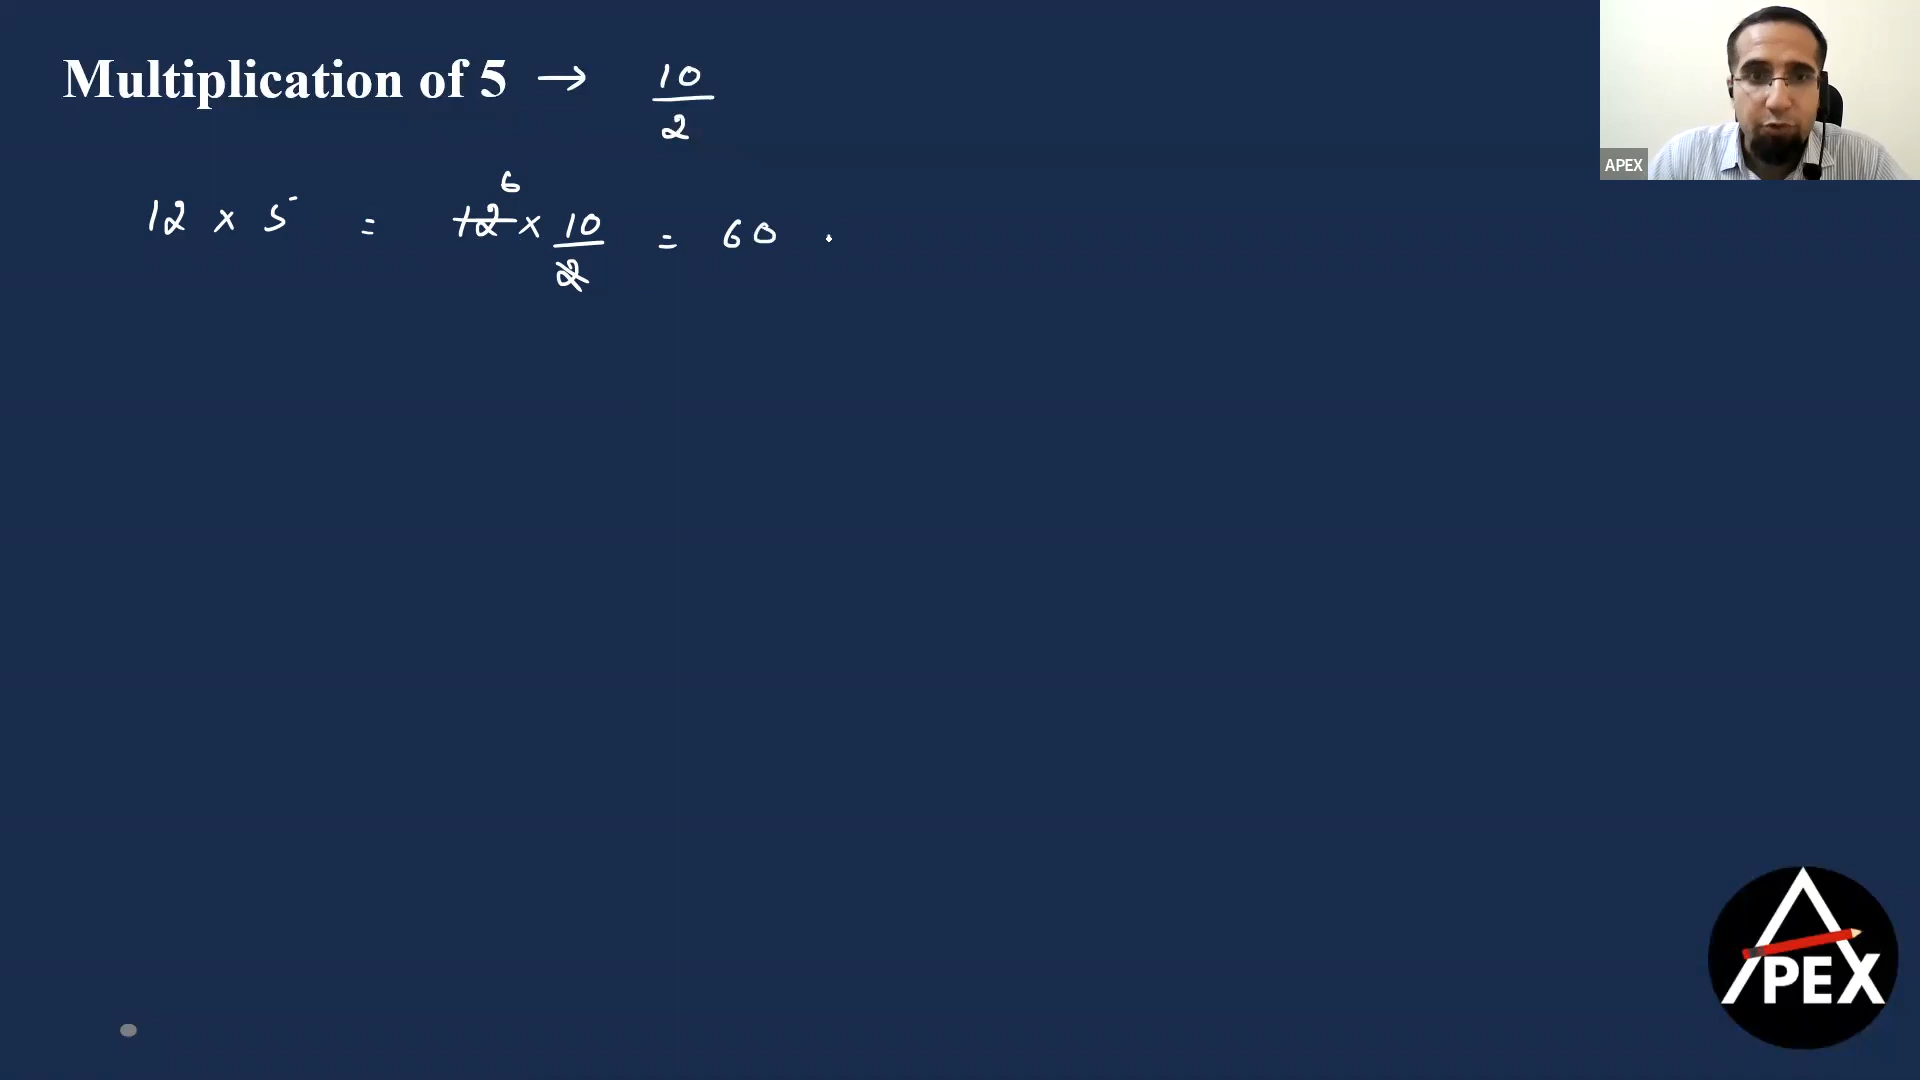 Multiplication of 5 → 10/2
12 x 5 = 12 x 10/2 = 60 .
6
APEX
APEX